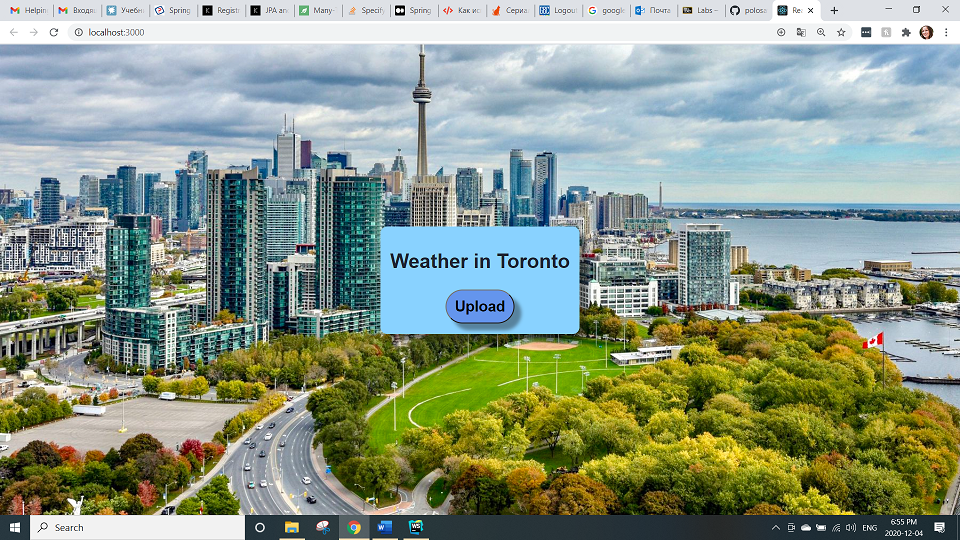 Helpin
Входящ
Учебн
Spring
Registr
JPA an
Many-
Specify
Spring
Как ис
Сериа
Logout
google
Почта
Labs –
polosa
Re
localhost:3000
Weather in Toronto
Upload
Search
ENG
6:55 PM
2020-12-04